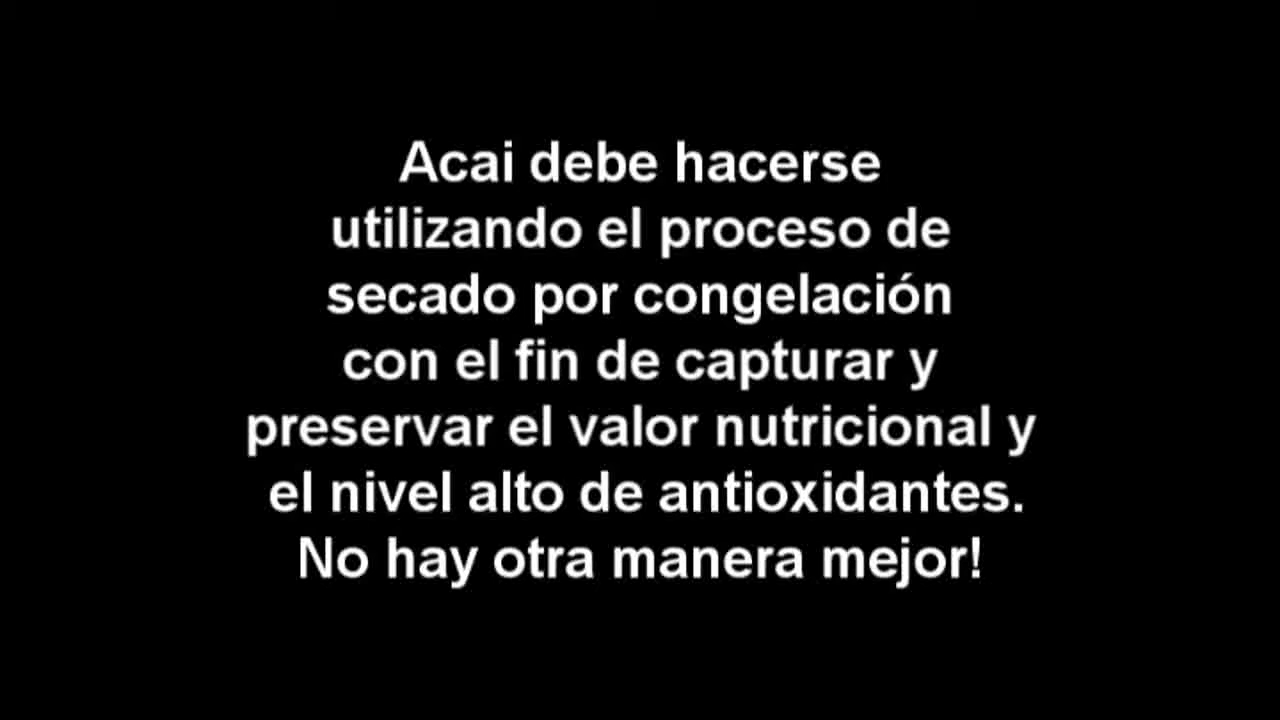 Acai debe hacerse
utilizando el proceso de
secado por congelación
con el fin de capturar y
preservar el valor nutricional y
el nivel alto de antioxidantes.
No hay otra manera mejor!